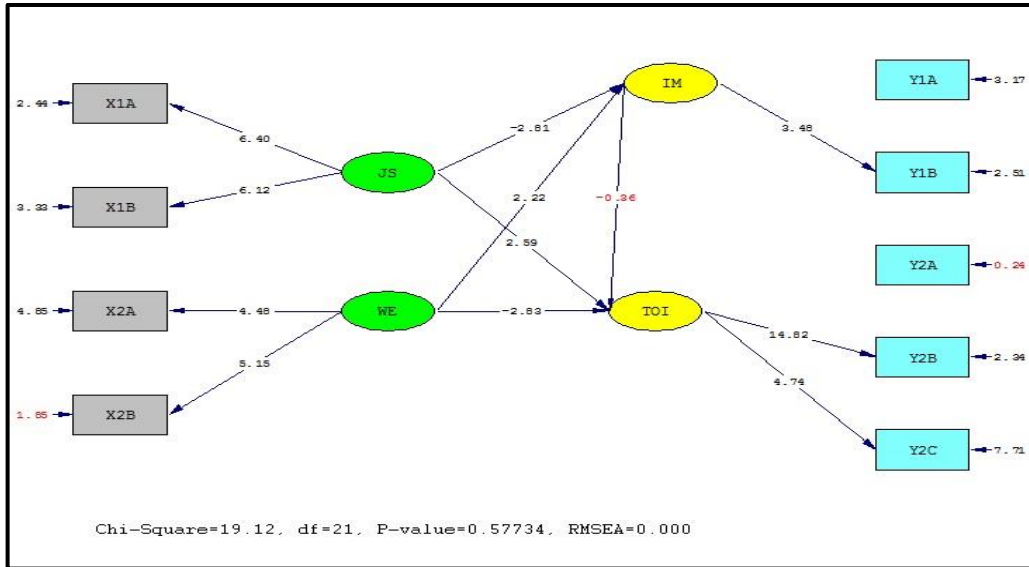 2.44
X1A
6.40
3.33
X1B
6.12
JS
-2.81
IM
3.48
Y1A
3.17
Y1B
2.51
2.22
-0.36
2.59
Y2A
0.24
4.85
X2A
4.48
WE
-2.83
TOI
14.82
Y2B
2.34
5.15
4.74
1.85
X2B
Y2C
7.71
Chi-Square=19.12, df=21, P-value=0.57734, RMSEA=0.000